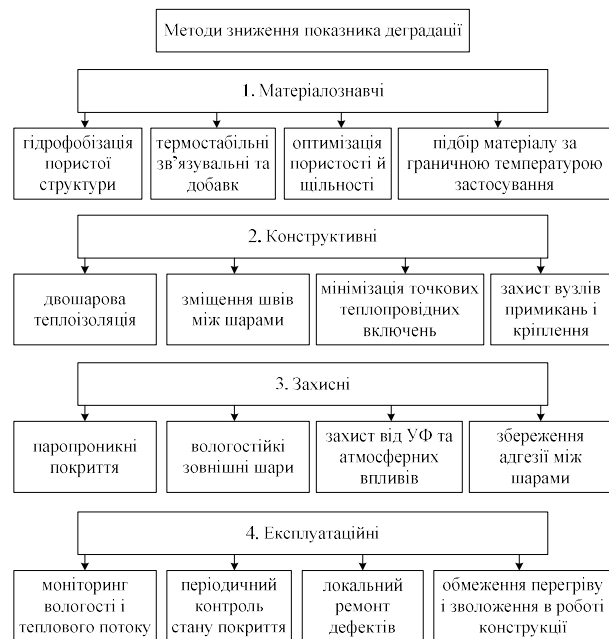 Методи зниження показника деградації
1. Матеріалознавчі
гідрофобізація
пористої
структури
термостабільні
зв’язувальні та
добавк
оптимізація
пористості й
щільності
підбір матеріалу за
граничною температурою
застосування
2. Конструктивні
двошарова
теплоізоляція
зміщення швів
між шарами
мінімізація точкових
теплопровідних
включень
захист вузлів
примикань і
кріплення
3. Захисні
паропроникні
покриття
вологостійкі
зовнішні шари
захист від УФ та
атмосферних
впливів
збереження
адгезії між
шарами
4. Експлуатаційні
моніторинг
вологості і
теплового потоку
періодичний
контроль
стану покриття
локальний
ремонт
дефектів
обмеження перегріву
і зволоження в роботі
конструкції